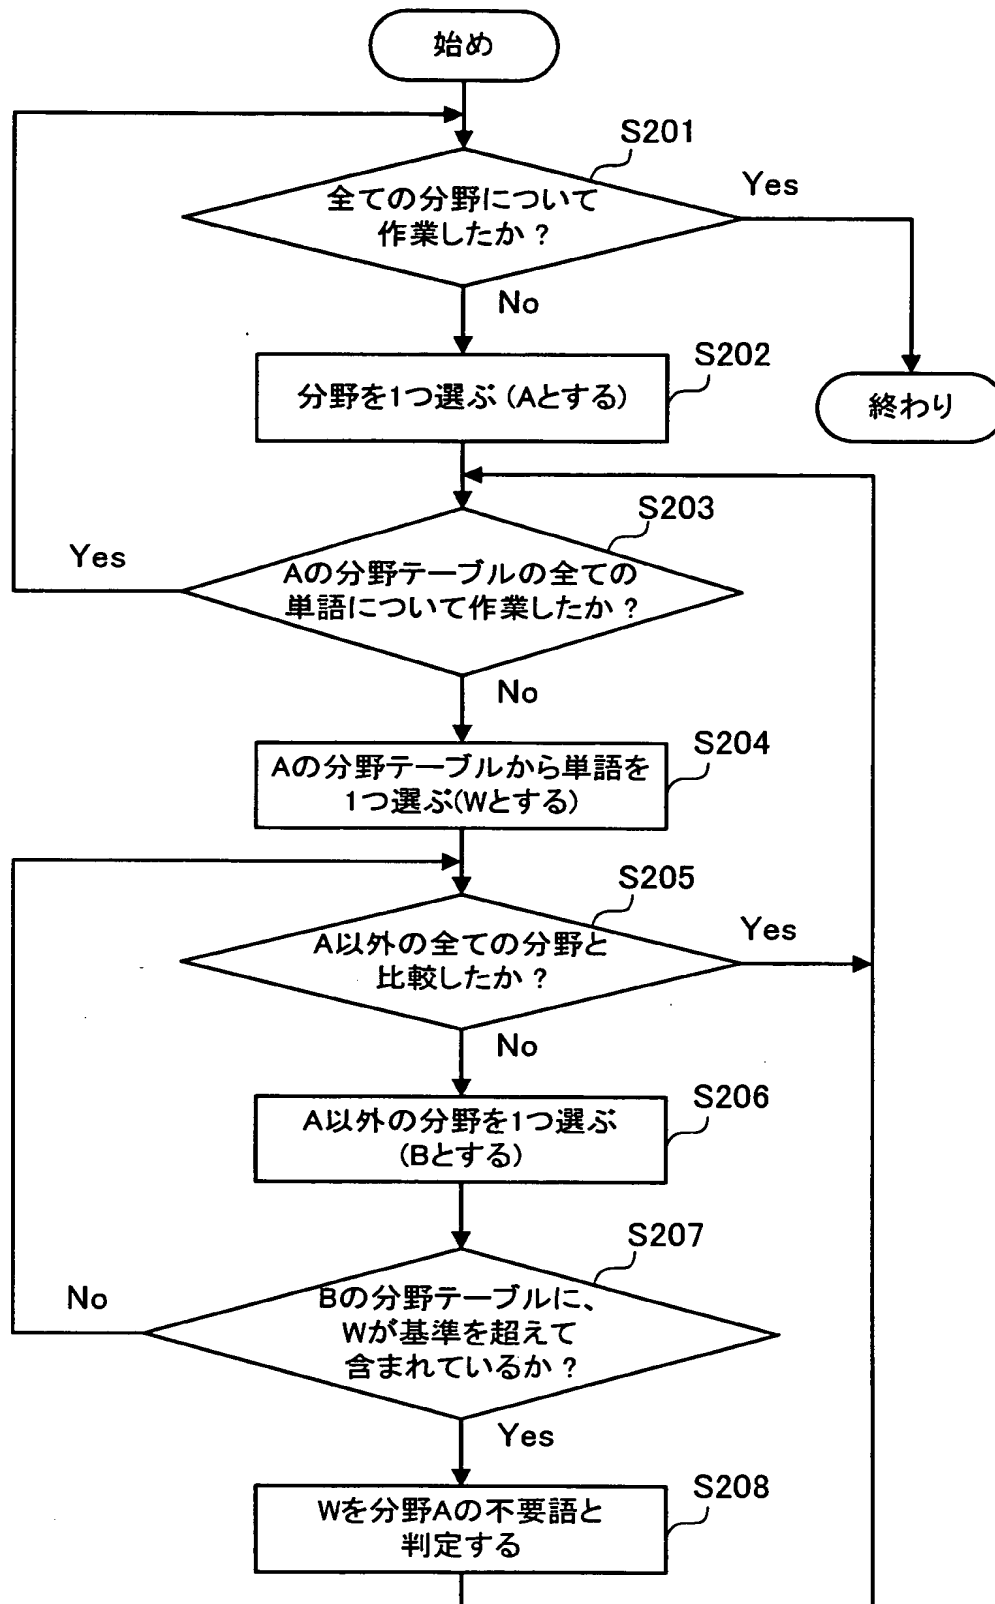 始め
S201
全ての分野について
作業したか？
Yes
No
S202
分野を1つ選ぶ (Aとする)
終わり
S203
Yes
Aの分野テーブルの全ての
単語について作業したか？
No
S204
Aの分野テーブルから単語を
1つ選ぶ(Wとする)
S205
A以外の全ての分野と
比較したか？
Yes
No
S206
A以外の分野を1つ選ぶ
(Bとする)
S207
No
Bの分野テーブルに、
Wが基準を超えて
含まれているか？
Yes
S208
Wを分野Aの不要語と
判定する